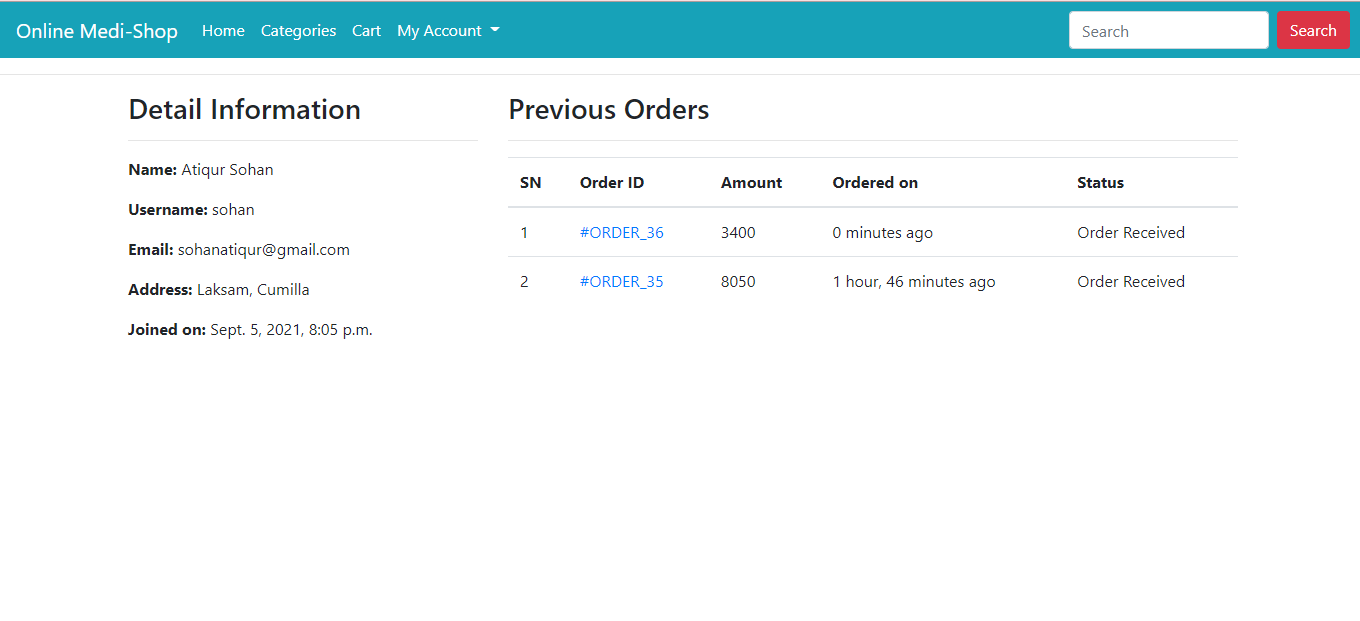 Online Medi-Shop Home Categories Cart My Account Search Search
Detail Information
Name: Atiqur Sohan
Username: sohan
Email: sohanatiqur@gmail.com
Address: Laksam, Cumilla
Joined on: Sept. 5, 2021, 8:05 p.m.
Previous Orders
SN Order ID Amount Ordered on Status
1 #ORDER_36 3400 0 minutes ago Order Received
2 #ORDER_35 8050 1 hour, 46 minutes ago Order Received